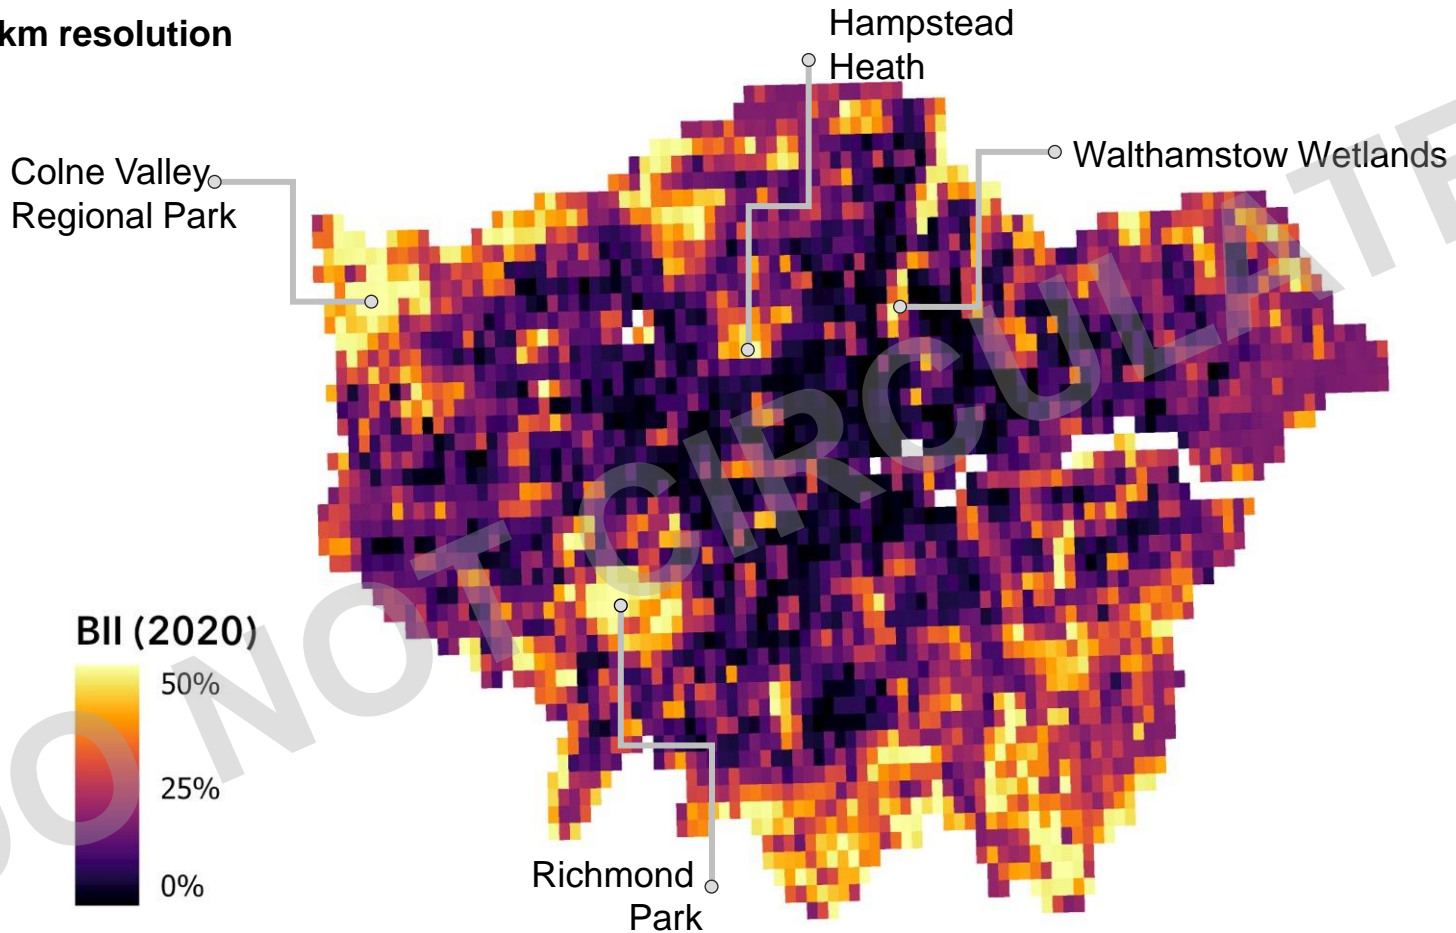 km resolution
Hampstead
Heath
Walthamstow Wetlands
Colne Valley
Regional Park
BII (2020)
50%
25%
0%
Richmond
Park
DO NOT CIRCULATE